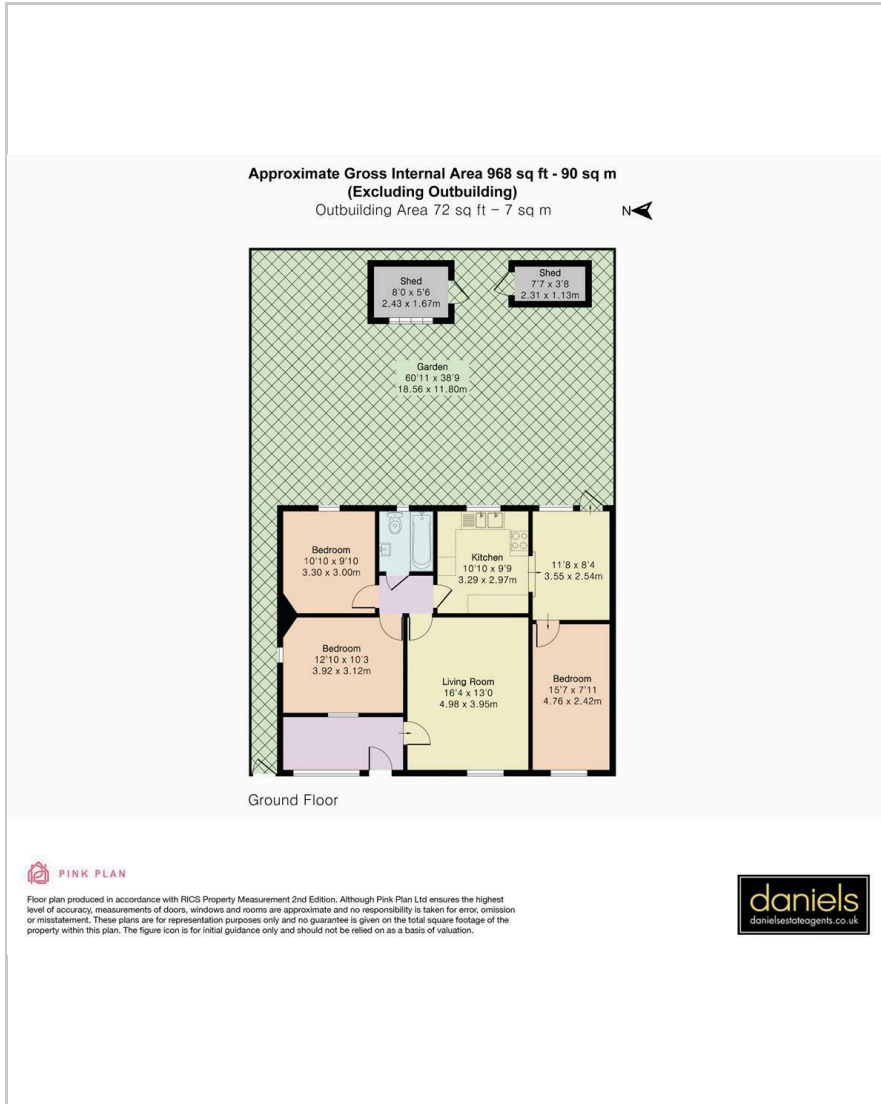 Approximate Gross Internal Area 968 sq ft - 90 sq m
(Excluding Outbuilding)
Outbuilding Area 72 sq ft – 7 sq m
N
Shed
8'0 x 5'6
2.43 x 1.67m
Shed
7'7 x 3'8
2.31 x 1.13m
Garden
60'11 x 38'9
18.56 x 11.80m
Bedroom
10'10 x 9'10
3.30 x 3.00m
Kitchen
10'10 x 9'9
3.29 x 2.97m
11'8 x 8'4
3.55 x 2.54m
Bedroom
12'10 x 10'3
3.92 x 3.12m
Living Room
16'4 x 13'0
4.98 x 3.95m
Bedroom
15'7 x 7'11
4.76 x 2.42m
Ground Floor
PINK PLAN
Floor plan produced in accordance with RICS Property Measurement 2nd Edition. Although Pink Plan Ltd ensures the highest
level of accuracy, measurements of doors, windows and rooms are approximate and no responsibility is taken for error, omission
or misstatement. These plans are for representation purposes only and no guarantee is given on the total square footage of the
property within this plan. The figure icon is for initial guidance only and should not be relied on as a basis of valuation.
daniels
danielsestateagents.co.uk